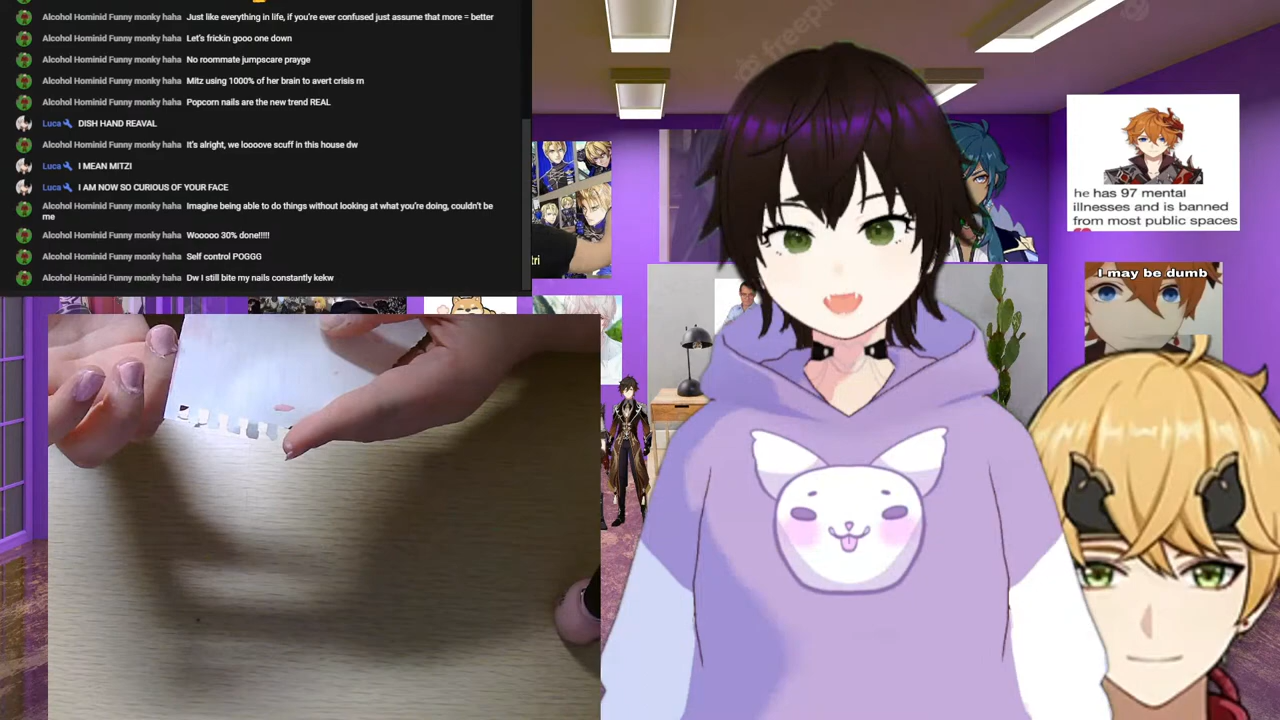 Alcohol Hominid Funny monky haha Just like everything in life, if you're ever confused just assume that more = better
Alcohol Hominid Funny monky haha Let's frickin gooo one down
Alcohol Hominid Funny monky haha No roommate jumpscare prayge
Alcohol Hominid Funny monky haha Mitz using 1000% of her brain to avert crisis rn
Alcohol Hominid Funny monky haha Popcorn nails are the new trend REAL
Luca DISH HAND REAVAL
Alcohol Hominid Funny monky haha It's alright, we looove scuff in this house dw
Luca I MEAN MITZI
Luca I AM NOW SO CURIOUS OF YOUR FACE
Alcohol Hominid Funny monky haha Imagine being able to do things without looking at what you're doing, couldn't be
me
Alcohol Hominid Funny monky haha Wooooo 30% done!!!!!
Alcohol Hominid Funny monky haha Self control POGGG
Alcohol Hominid Funny monky haha Dw I still bite my nails constantly kekw
he has 97 mental
illnesses and is banned
from most public spaces
I may be dumb